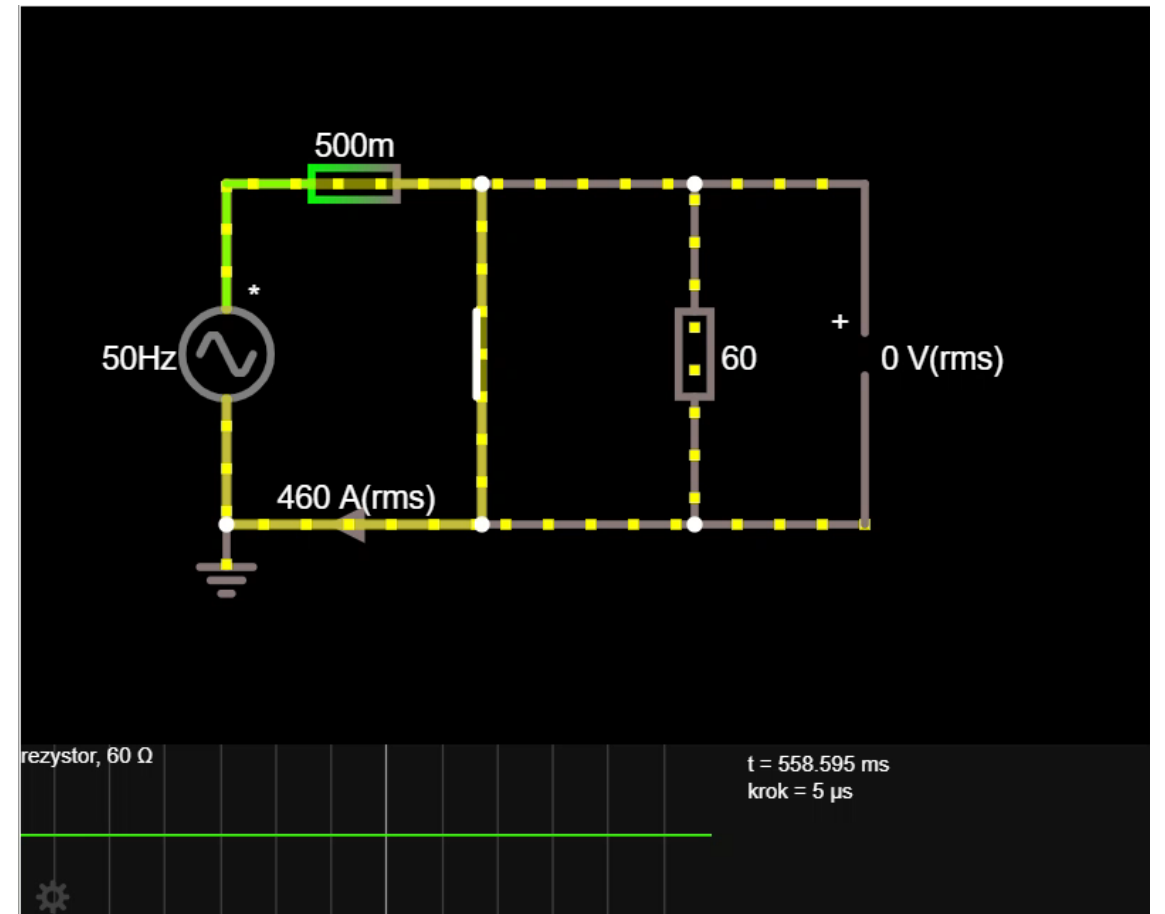 500m
*
50Hz
+
60
0 V(rms)
460 A(rms)
rezystor, 60 Ω
t = 558.595 ms
krok = 5 μs